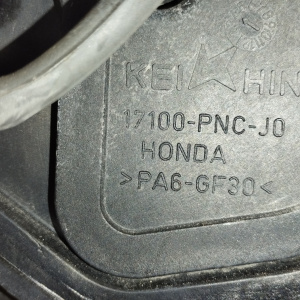 KEIHIN
17100-PNC-J0
HONDA
>PA6-GF30<